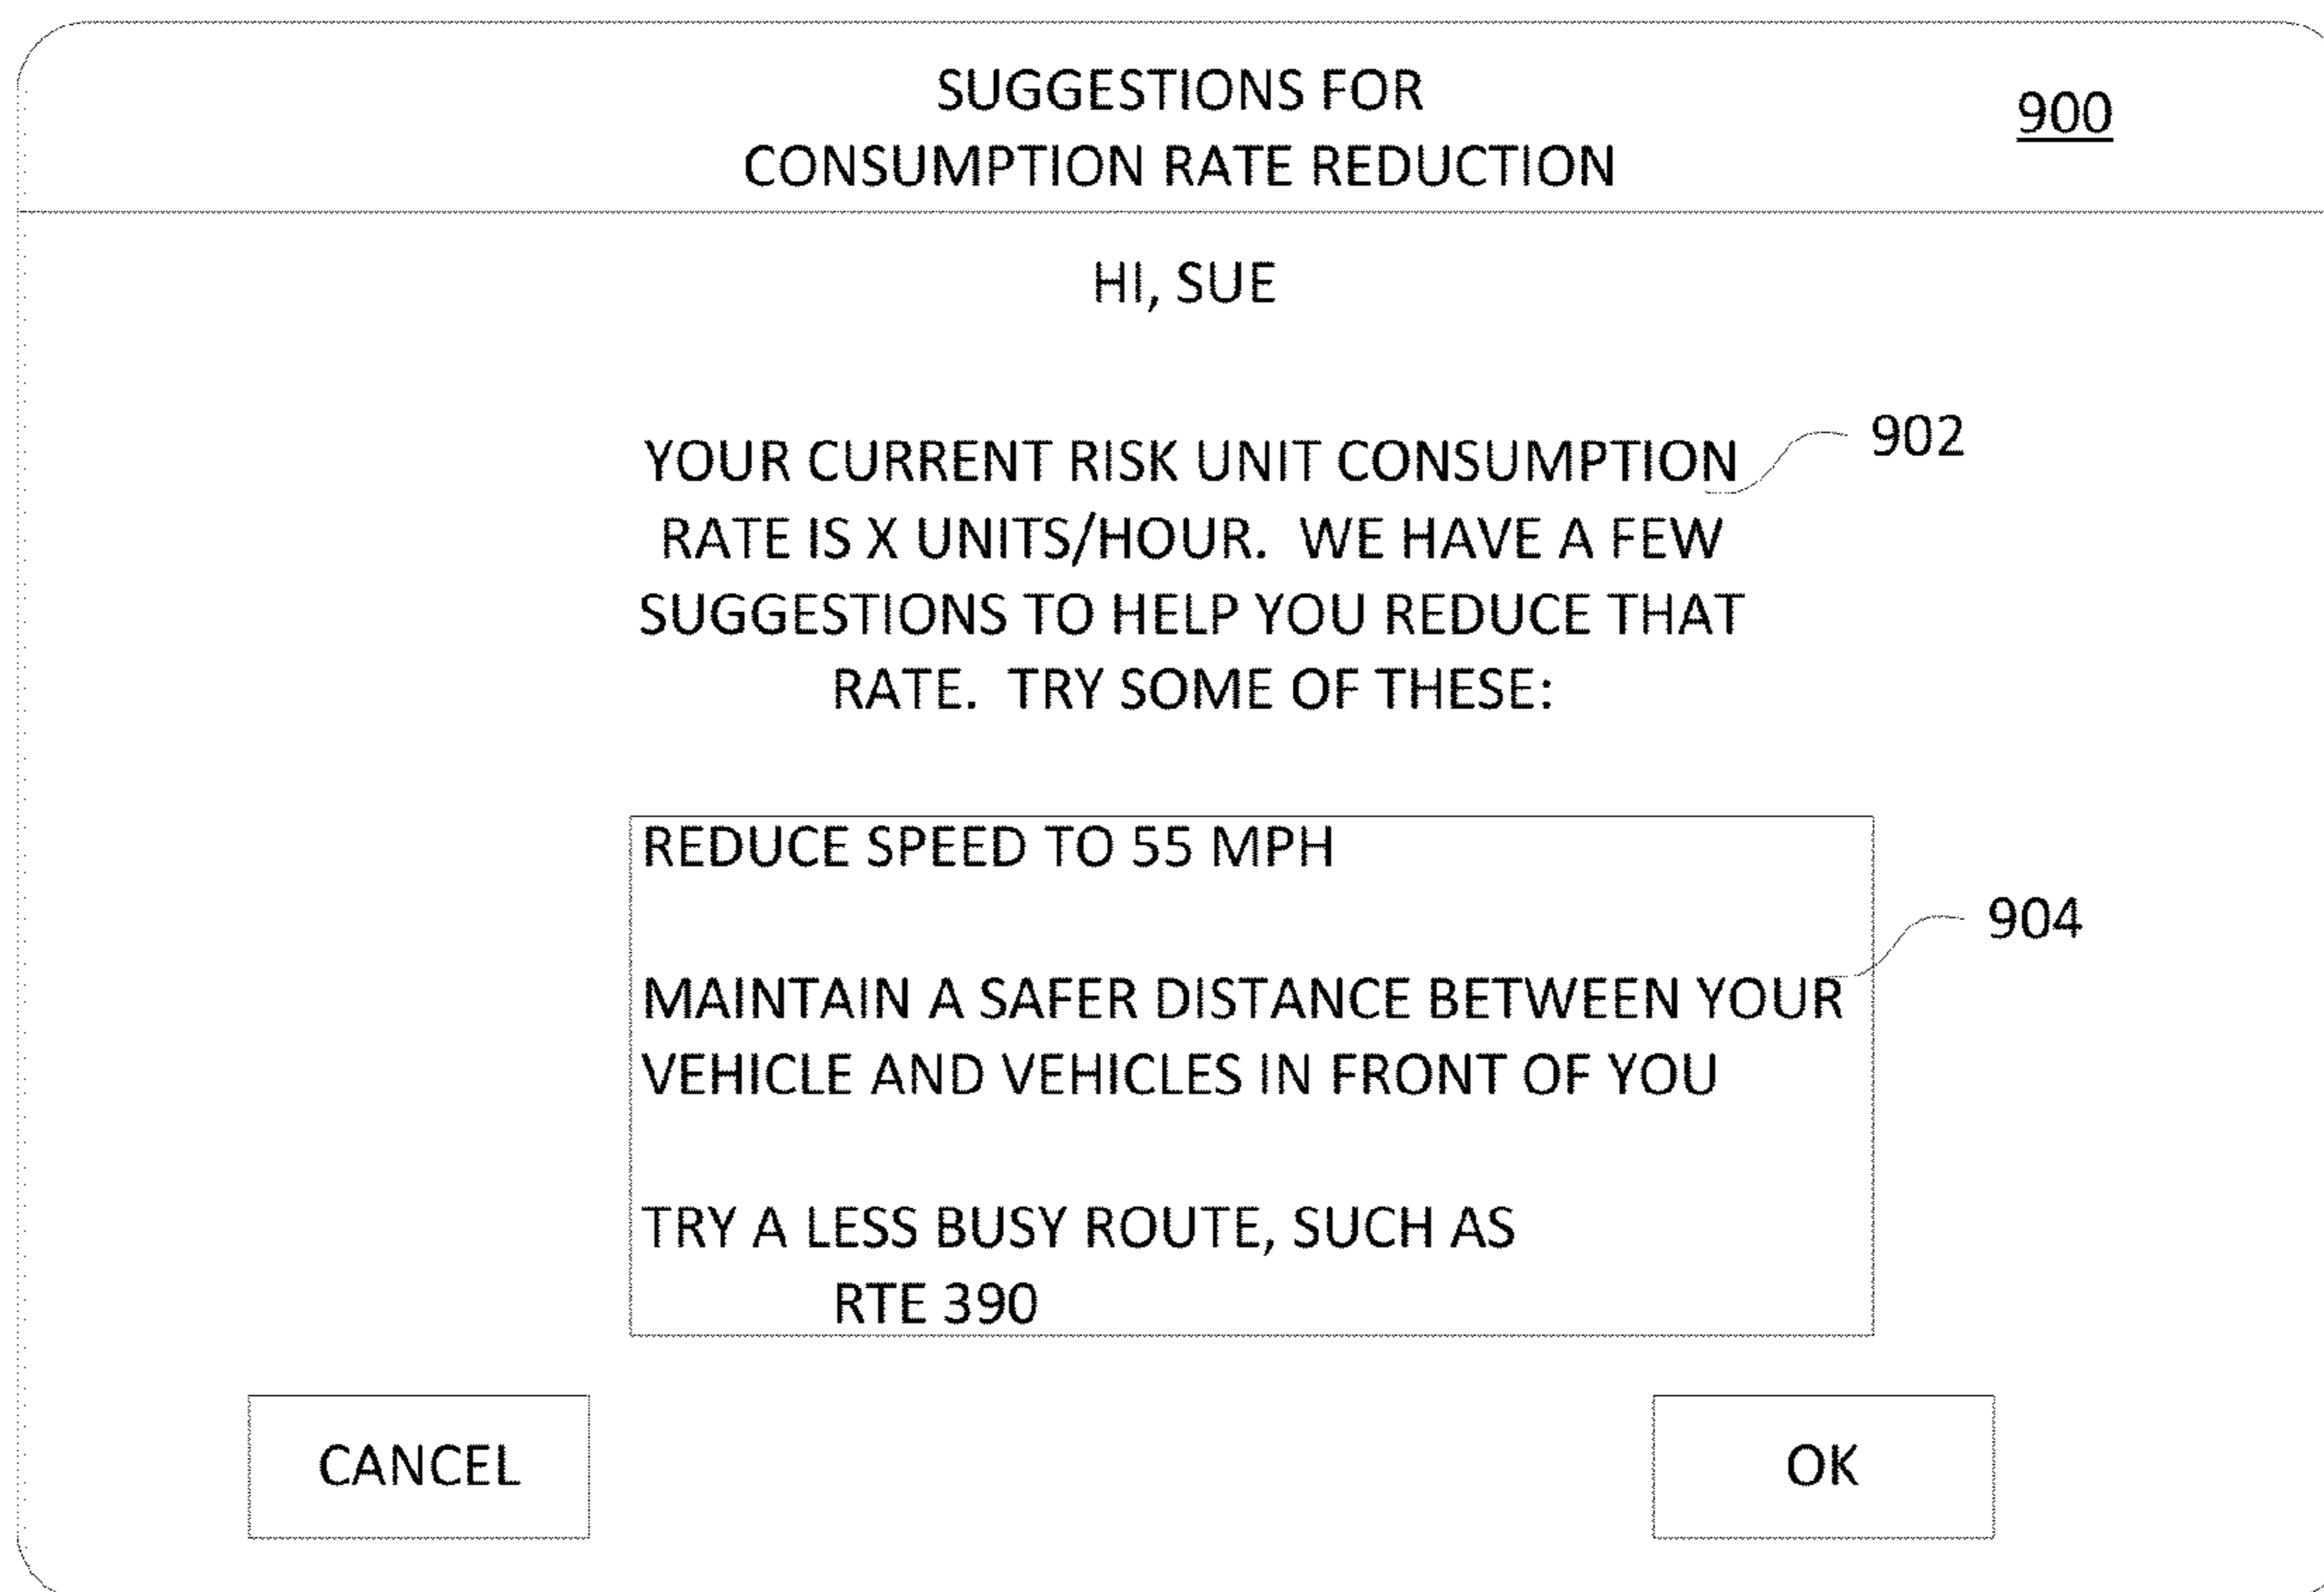 SUGGESTIONS FOR
CONSUMPTION RATE REDUCTION
900
HI, SUE
YOUR CURRENT RISK UNIT CONSUMPTION
902
RATE IS X UNITS/HOUR. WE HAVE A FEW
SUGGESTIONS TO HELP YOU REDUCE THAT
RATE. TRY SOME OF THESE:
REDUCE SPEED TO 55 MPH
904
MAINTAIN A SAFER DISTANCE BETWEEN YOUR
VEHICLE AND VEHICLES IN FRONT OF YOU
TRY A LESS BUSY ROUTE, SUCH AS
RTE 390
CANCEL
OK